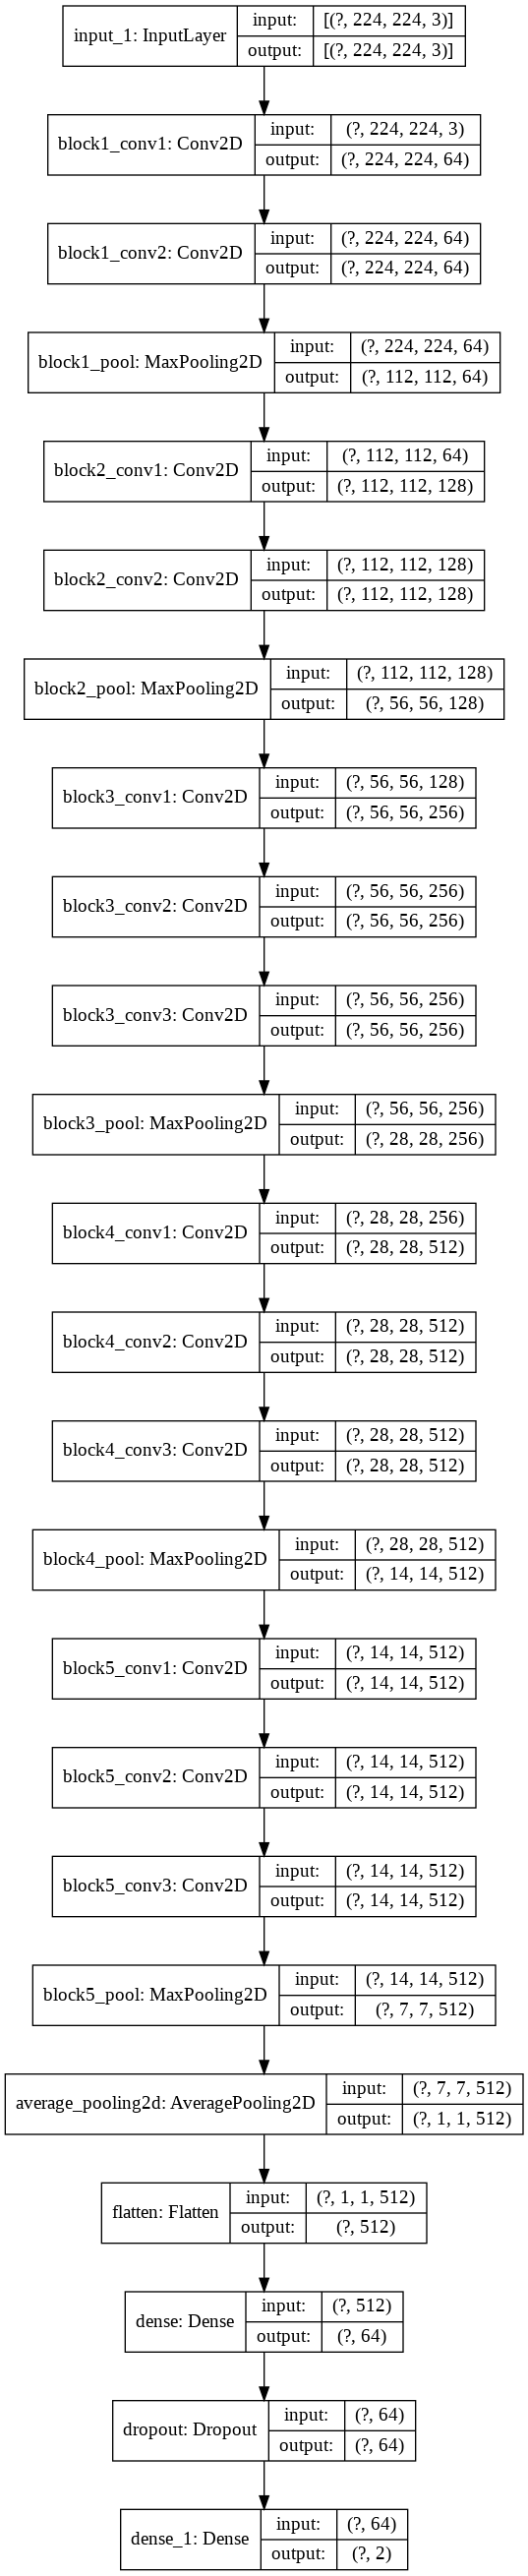 input_1: InputLayer
input: [(?, 224, 224, 3)]
output: [(?, 224, 224, 3)]
block1_conv1: Conv2D
input: (?, 224, 224, 3)
output: (?, 224, 224, 64)
block1_conv2: Conv2D
input: (?, 224, 224, 64)
output: (?, 224, 224, 64)
block1_pool: MaxPooling2D
input: (?, 224, 224, 64)
output: (?, 112, 112, 64)
block2_conv1: Conv2D
input: (?, 112, 112, 64)
output: (?, 112, 112, 128)
block2_conv2: Conv2D
input: (?, 112, 112, 128)
output: (?, 112, 112, 128)
block2_pool: MaxPooling2D
input: (?, 112, 112, 128)
output: (?, 56, 56, 128)
block3_conv1: Conv2D
input: (?, 56, 56, 128)
output: (?, 56, 56, 256)
block3_conv2: Conv2D
input: (?, 56, 56, 256)
output: (?, 56, 56, 256)
block3_conv3: Conv2D
input: (?, 56, 56, 256)
output: (?, 56, 56, 256)
block3_pool: MaxPooling2D
input: (?, 56, 56, 256)
output: (?, 28, 28, 256)
block4_conv1: Conv2D
input: (?, 28, 28, 256)
output: (?, 28, 28, 512)
block4_conv2: Conv2D
input: (?, 28, 28, 512)
output: (?, 28, 28, 512)
block4_conv3: Conv2D
input: (?, 28, 28, 512)
output: (?, 28, 28, 512)
block4_pool: MaxPooling2D
input: (?, 28, 28, 512)
output: (?, 14, 14, 512)
block5_conv1: Conv2D
input: (?, 14, 14, 512)
output: (?, 14, 14, 512)
block5_conv2: Conv2D
input: (?, 14, 14, 512)
output: (?, 14, 14, 512)
block5_conv3: Conv2D
input: (?, 14, 14, 512)
output: (?, 14, 14, 512)
block5_pool: MaxPooling2D
input: (?, 14, 14, 512)
output: (?, 7, 7, 512)
average_pooling2d: AveragePooling2D
input: (?, 7, 7, 512)
output: (?, 1, 1, 512)
flatten: Flatten
input: (?, 1, 1, 512)
output: (?, 512)
dense: Dense
input: (?, 512)
output: (?, 64)
dropout: Dropout
input: (?, 64)
output: (?, 64)
dense_1: Dense
input: (?, 64)
output: (?, 2)